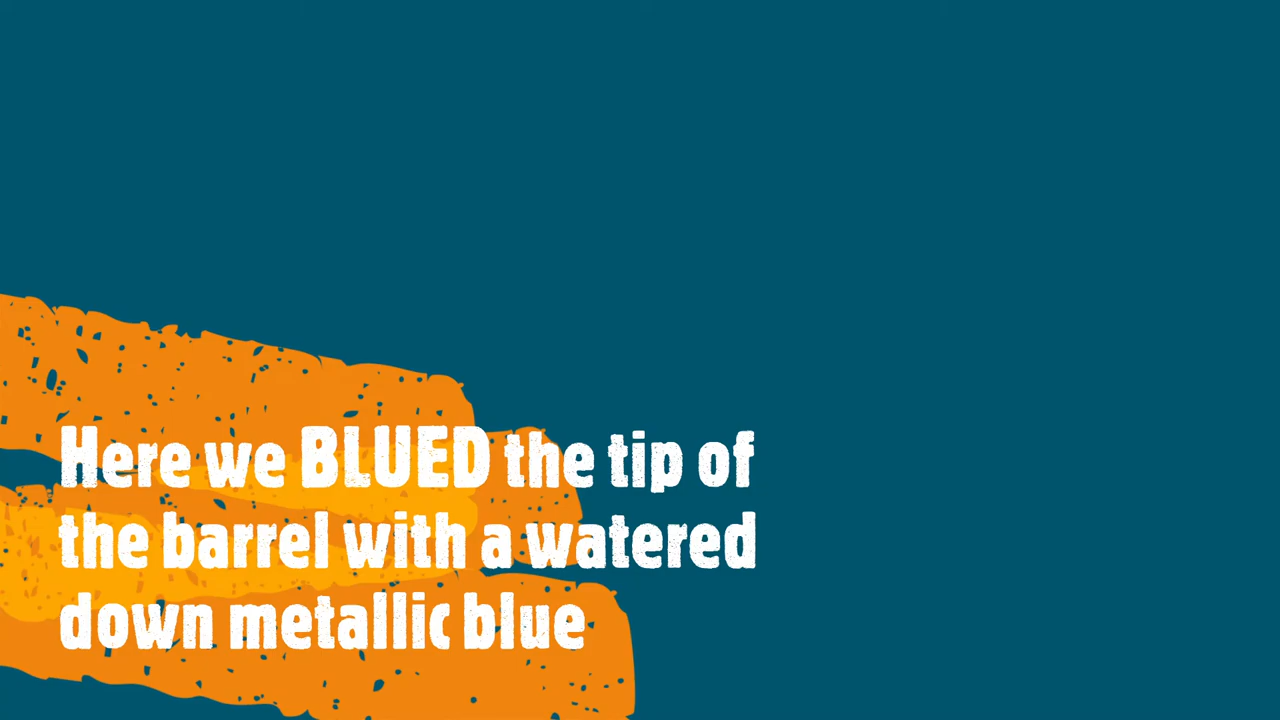 Here we BLUED the tip of
the barrel with a watered
down metallic blue